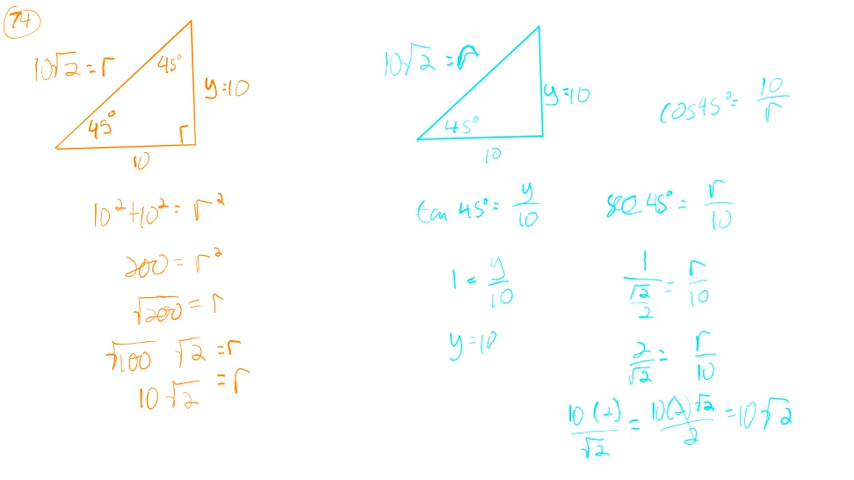 74
10√2 = r
45°
y=10
45°
10
10² + 10² = r²
200 = r²
√200 = r
√100 √2 = r
10√2 = r
10√2 = r
y=10
45°
10
cos 45° = 10/r
tan 45° = y/10
sec 45° = r/10
1 = y/10
1/(√2/2) = r/10
y=10
2/√2 = r/10
10(2)/√2 = 10(2)√2/2 = 10√2